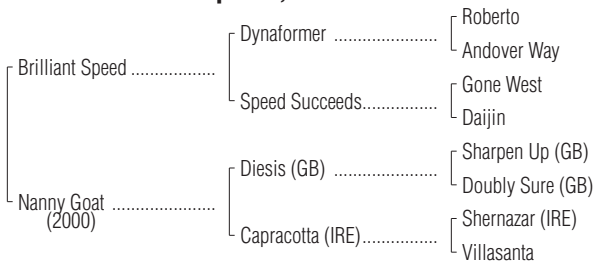 Roberto
Dynaformer ..................
Andover Way
Brilliant Speed ..................
Gone West
Speed Succeeds................
Daijin
Sharpen Up (GB)
Diesis (GB) ..................
Doubly Sure (GB)
Nanny Goat ......................
(2000)
Shernazar (IRE)
Capracotta (IRE)................
Villasanta